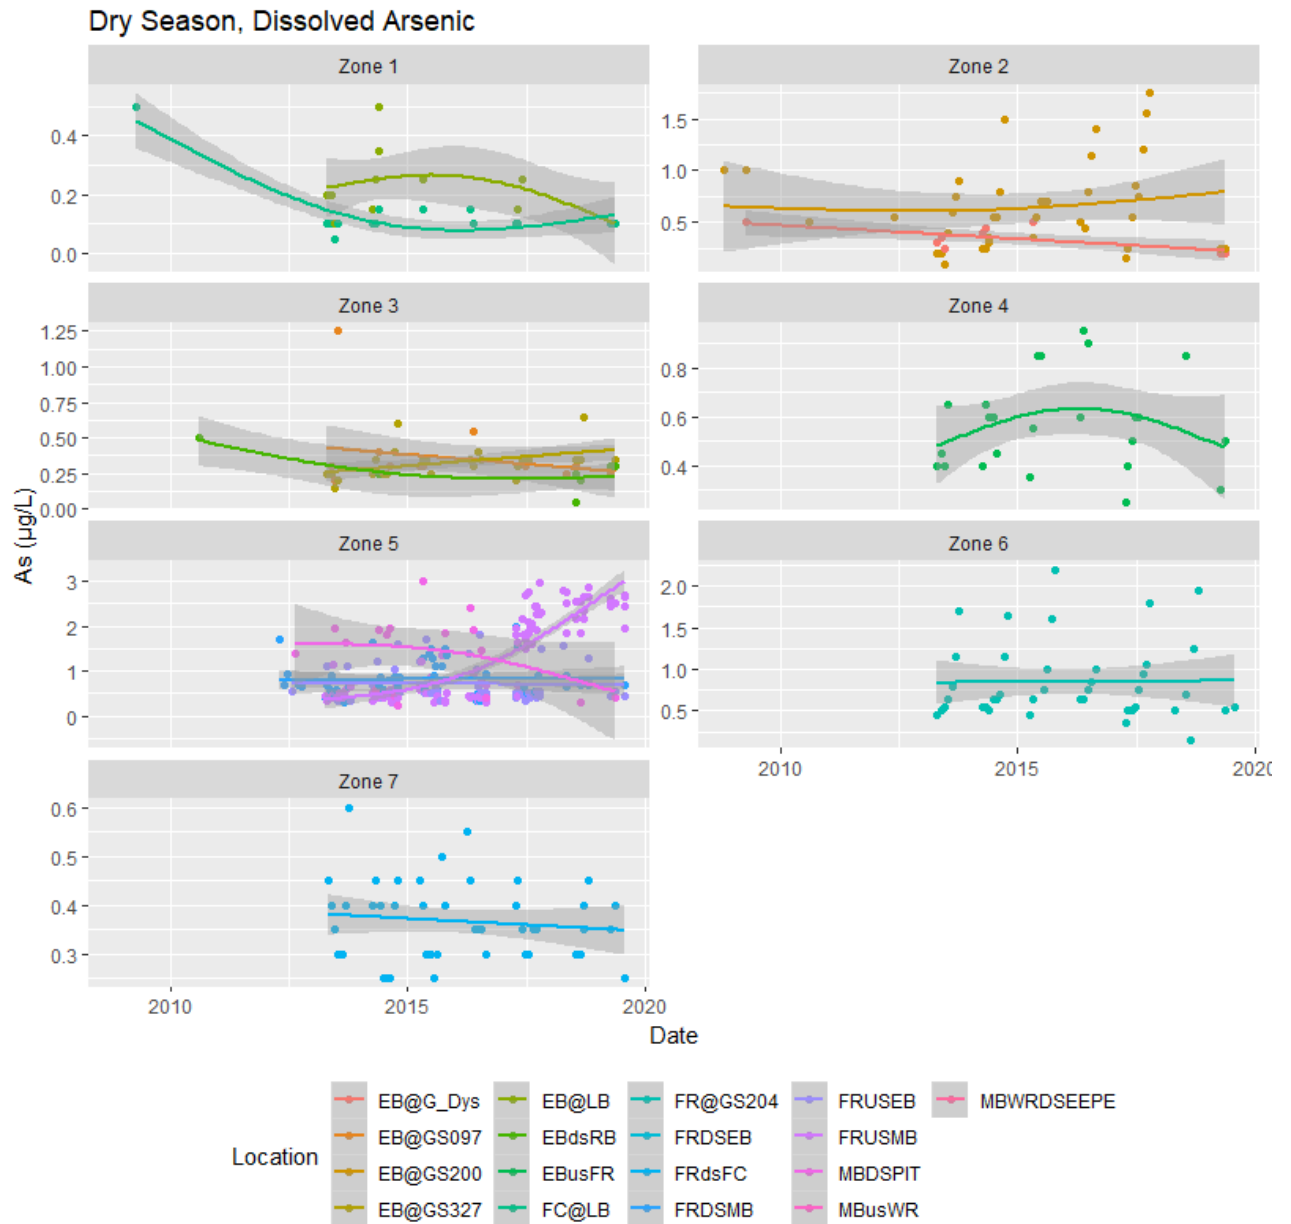 Dry Season, Dissolved Arsenic
Zone 1
Zone 2
0.4
0.2
0.0
1.5
1.0
0.5
Zone 3
Zone 4
1.25
1.00
0.75
0.50
0.25
0.00
0.8
0.6
0.4
As (µg/L)
Zone 5
Zone 6
3
2
1
0
2.0
1.5
1.0
0.5
2010 2015 2020
Zone 7
0.6
0.5
0.4
0.3
2010 2015 2020
Date
Location
EB@G_Dys EB@LB FR@GS204 FRUSEB MBWRDSEEPE
EB@GS097 EBdsRB FRDSEB FRUSMB
EB@GS200 EBusFR FRdsFC MBDSPIT
EB@GS327 FC@LB FRDSMB MBusWR